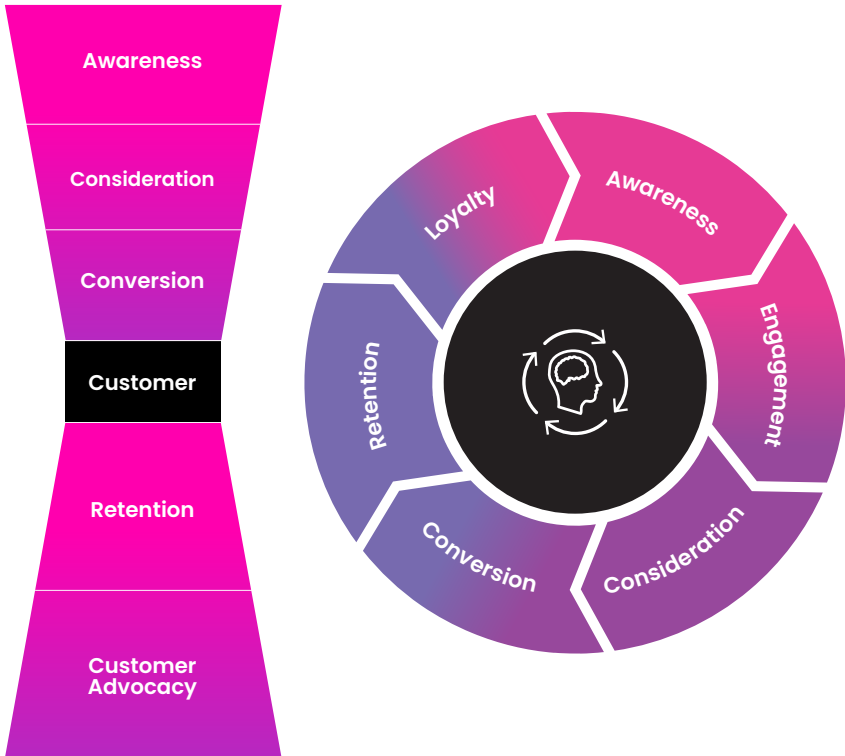 Awareness
Consideration
Conversion
Customer
Retention
Customer
Advocacy
Awareness
Engagement
Consideration
Conversion
Retention
Loyalty